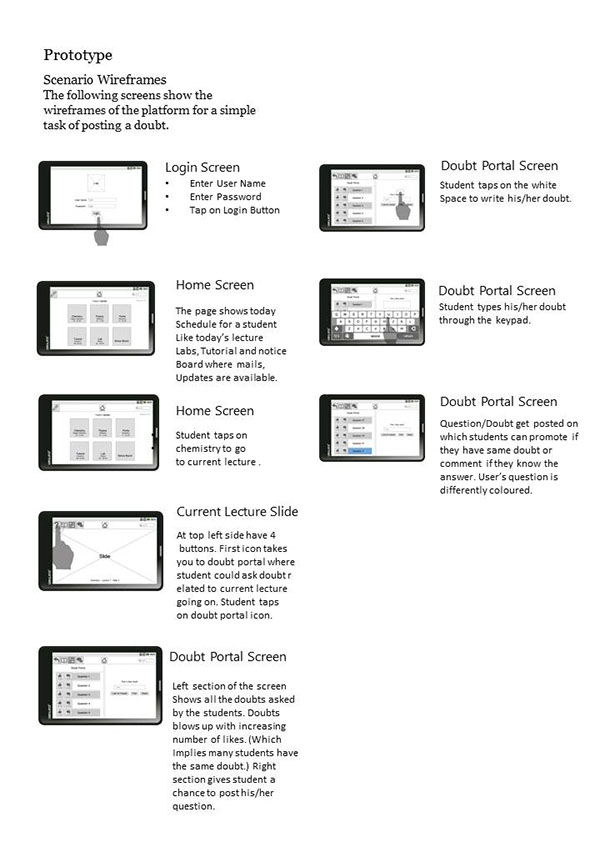 Prototype
Scenario Wireframes
The following screens show the
wireframes of the platform for a simple
task of posting a doubt.
Login Screen
• Enter User Name
• Enter Password
• Tap on Login Button
Home Screen
The page shows today
Schedule for a student
Like today's lecture
Labs, Tutorial and notice
Board where mails,
Updates are available.
Home Screen
Student taps on
chemistry to go
to current lecture .
Current Lecture Slide
At top left side have 4
buttons. First icon takes
you to doubt portal where
student could ask doubt r
elated to current lecture
going on. Student taps
on doubt portal icon.
Slide
Doubt Portal Screen
Left section of the screen
Shows all the doubts asked
by the students. Doubts
blows up with increasing
number of likes. (Which
Implies many students have
the same doubt.) Right
section gives student a
chance to post his/her
question.
Doubt Portal Screen
Student taps on the white
Space to write his/her doubt.
Doubt Portal Screen
Student types his/her doubt
through the keypad.
Doubt Portal Screen
Question/Doubt get posted on
which students can promote if
they have same doubt or
comment if they know the
answer. User's question is
differently coloured.